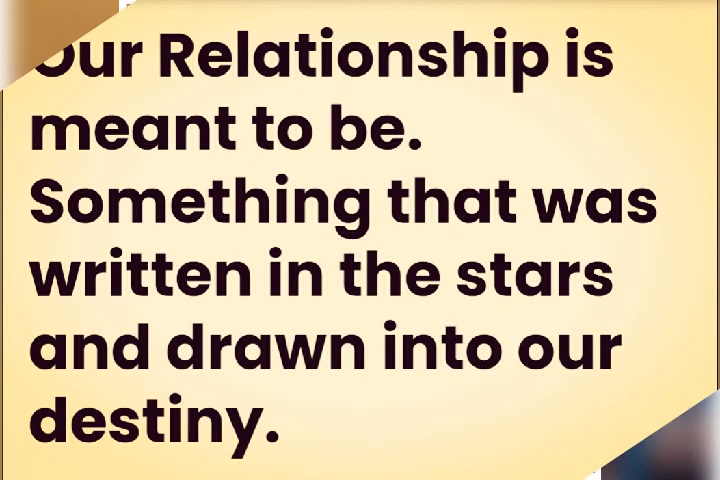 Our Relationship is
meant to be.
Something that was
written in the stars
and drawn into our
destiny.